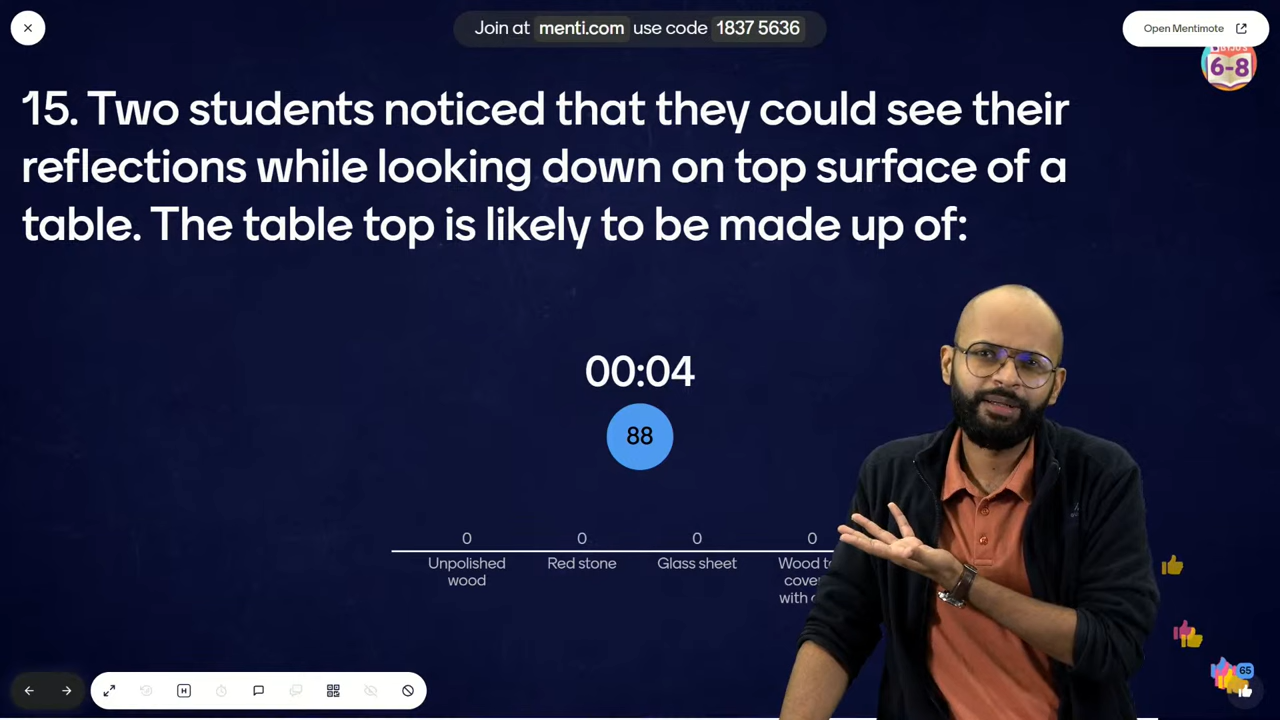 Join at menti.com use code 1837 5636
Open Mentimote
BYJU'S
6-8
15. Two students noticed that they could see their
reflections while looking down on top surface of a
table. The table top is likely to be made up of:
00:04
88
0 0 0 0
Unpolished
wood
Red stone
Glass sheet
Wood
with
H
65